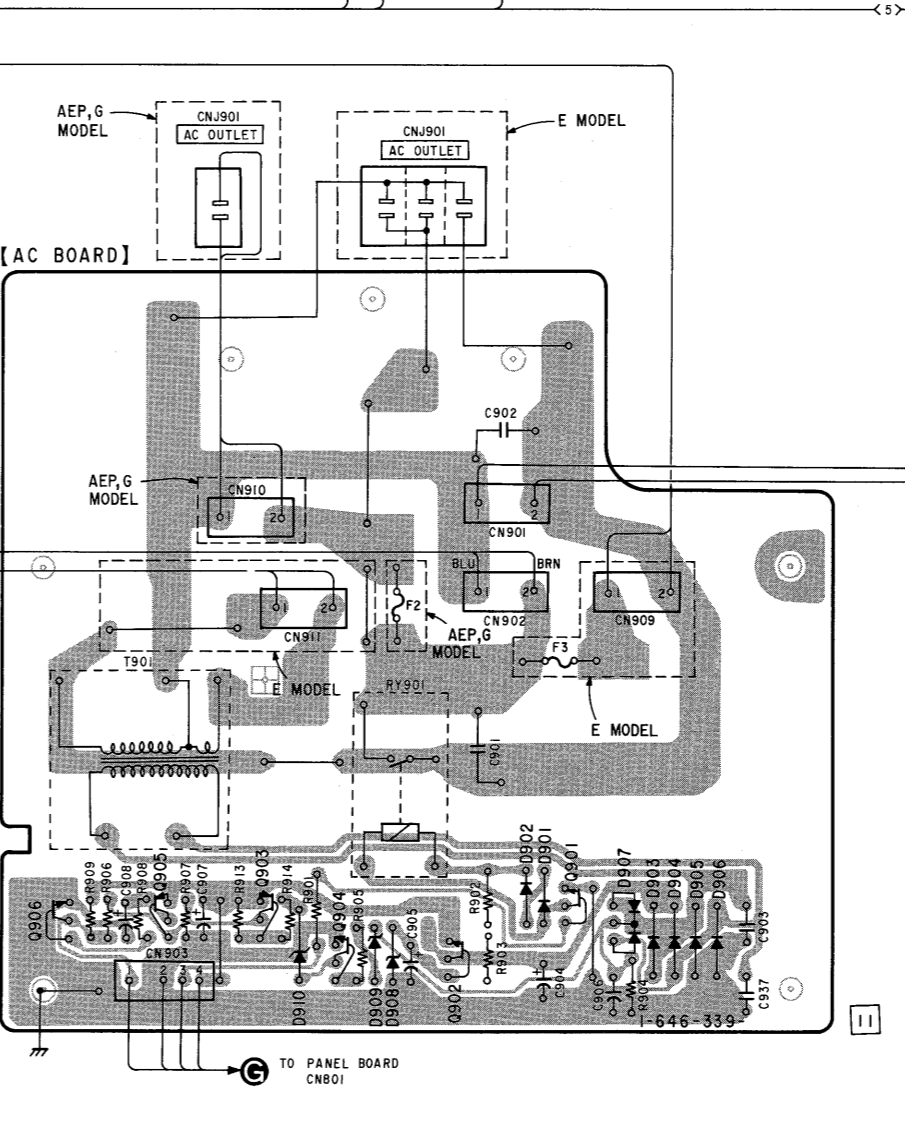 5
AEP,G
MODEL
CNJ901
AC OUTLET
CNJ901
AC OUTLET
E MODEL
【AC BOARD】
C902
AEP,G
MODEL
CN910
1 2
1 2
CN901
BLU BRN
1 2
CN902
2
CN909
1 2
CN911
F2
AEP,G
MODEL
F3
T901
E MODEL
RY901
E MODEL
C901
R909
R906
C908
R908
Q905
R907
C907
R913
Q903
R914
R901
Q904
R905
C905
R902
D902
D901
Q901
D907
D903
D904
D905
D906
C903
Q906
CN903
1 2 3 4
D910
D909
D908
Q902
R903
C904
C906
R904
C937
1-646-339-
11
G TO PANEL BOARD
CN801